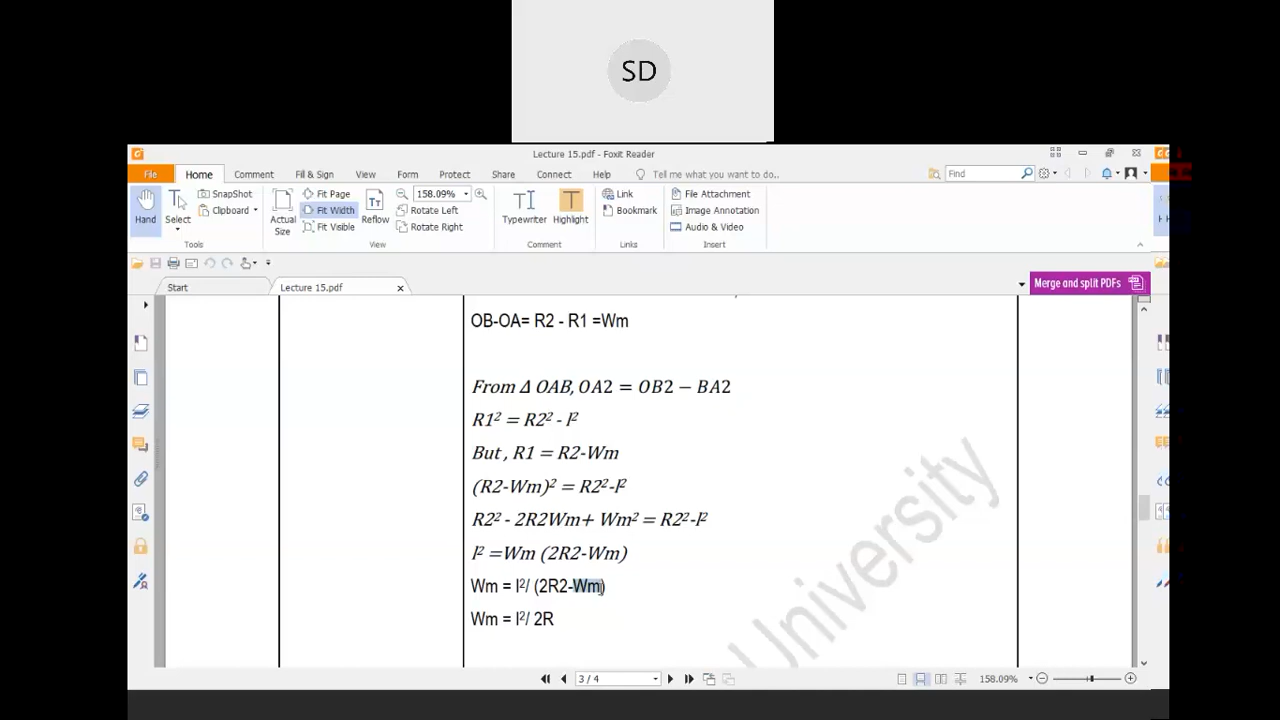 SD
Lecture 15.pdf - Foxit Reader
File Home Comment View Form Protect Share Connect Help Tell me what you want to do.. Find
SnapShot Fit Page 158.09% Link File Attachment
Hand Select Clipboard Actual Size Fit Width Reflow Rotate Left Typewriter Highlight Bookmark Image Annotation
Fit Visible Rotate Right Audio & Video
Tools View Comment Links Insert
Start Lecture 15.pdf Merge and split PDFs
OB-OA= R2 - R1 =Wm
From Δ OAB, OA2 = OB2 − BA2
R1² = R2² - l²
But , R1 = R2-Wm
(R2-Wm)² = R2²-l²
R2² - 2R2Wm+ Wm² = R2²-l²
l² =Wm (2R2-Wm)
Wm = l²/ (2R2-Wm)
Wm = l²/ 2R
University
3 / 4 158.09%